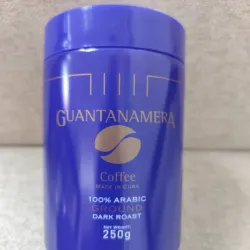 GUANTANAMERA
Coffee
MADE IN CUBA
100% ARABIC
GROUND
DARK ROAST
NET WEIGHT:
250g